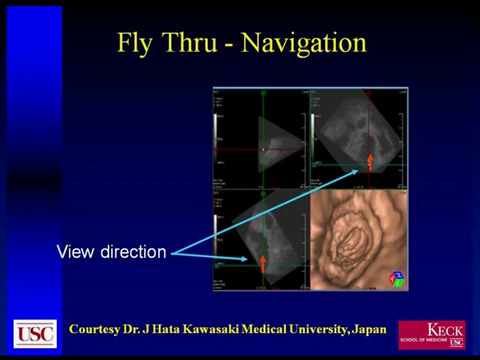 Fly Thru - Navigation
View direction
USC
Courtesy Dr. J Hata Kawasaki Medical University, Japan
KECK
SCHOOL OF MEDICINE
USC